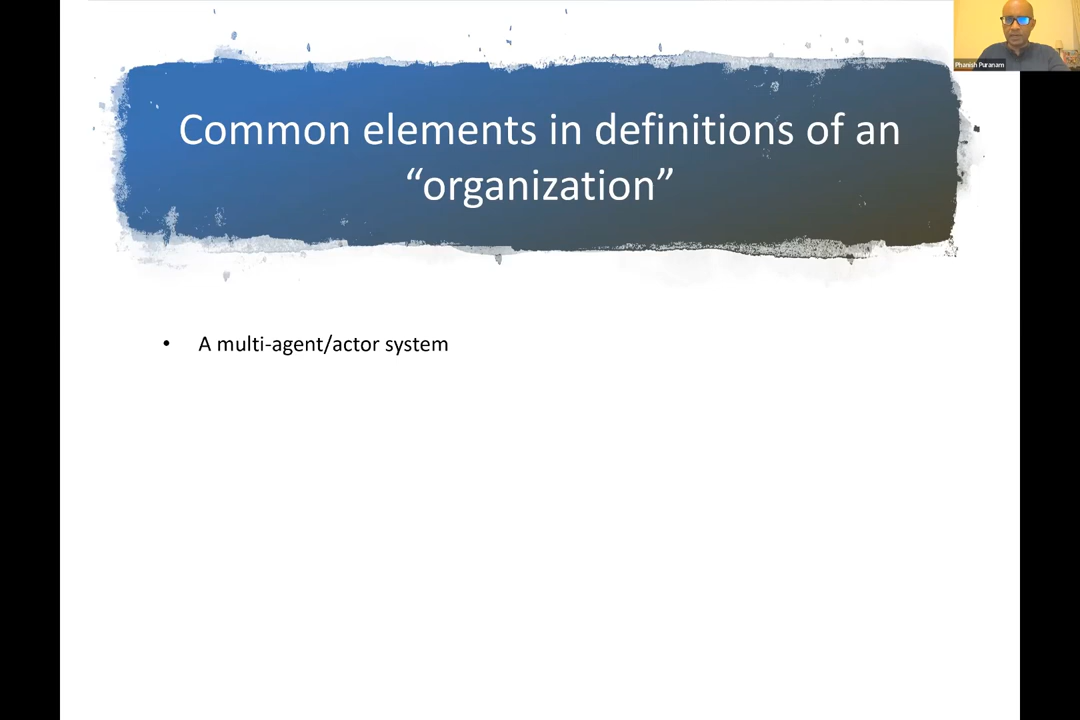 Phanish Puranam
Common elements in definitions of an
“organization”
• A multi-agent/actor system